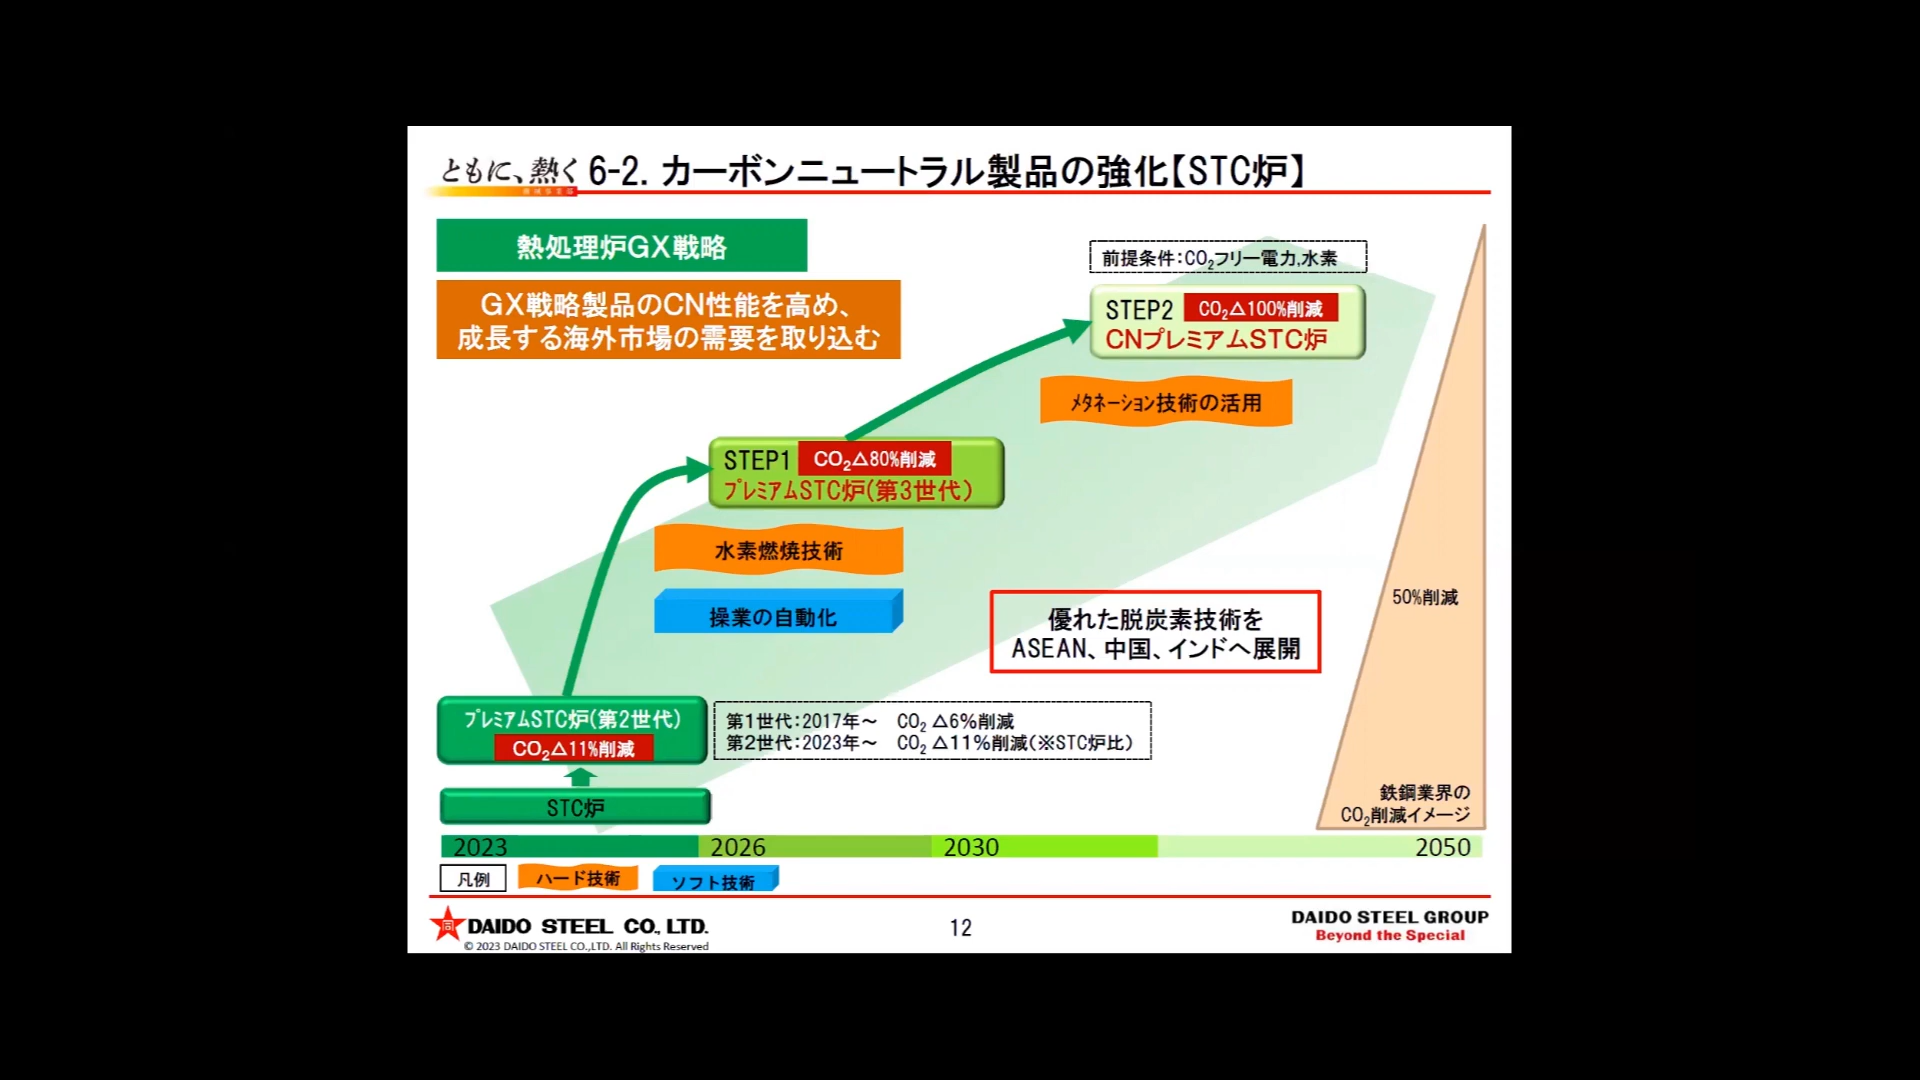 ともに、熱く 6-2. カーボンニュートラル製品の強化【STC炉】
熱処理炉GX戦略
GX戦略製品のCN性能を高め、
成長する海外市場の需要を取り込む
前提条件：CO₂フリー電力,水素
STEP2 CO₂△100%削減
CNプレミアムSTC炉
ﾒﾀﾈｰｼｮﾝ技術の活用
STEP1 CO₂△80%削減
ﾌﾟﾚﾐｱﾑSTC炉(第3世代)
水素燃焼技術
操業の自動化
50%削減
優れた脱炭素技術を
ASEAN、中国、インドへ展開
ﾌﾟﾚﾐｱﾑSTC炉(第2世代)
CO₂△11%削減
第1世代：2017年～ CO₂ △6%削減
第2世代：2023年～ CO₂ △11%削減(※STC炉比)
STC炉
鉄鋼業界の
CO₂削減イメージ
2023 2026 2030 2050
凡例 ハード技術 ソフト技術
同 DAIDO STEEL CO., LTD.
© 2023 DAIDO STEEL CO.,LTD. All Rights Reserved
12
DAIDO STEEL GROUP
Beyond the Special